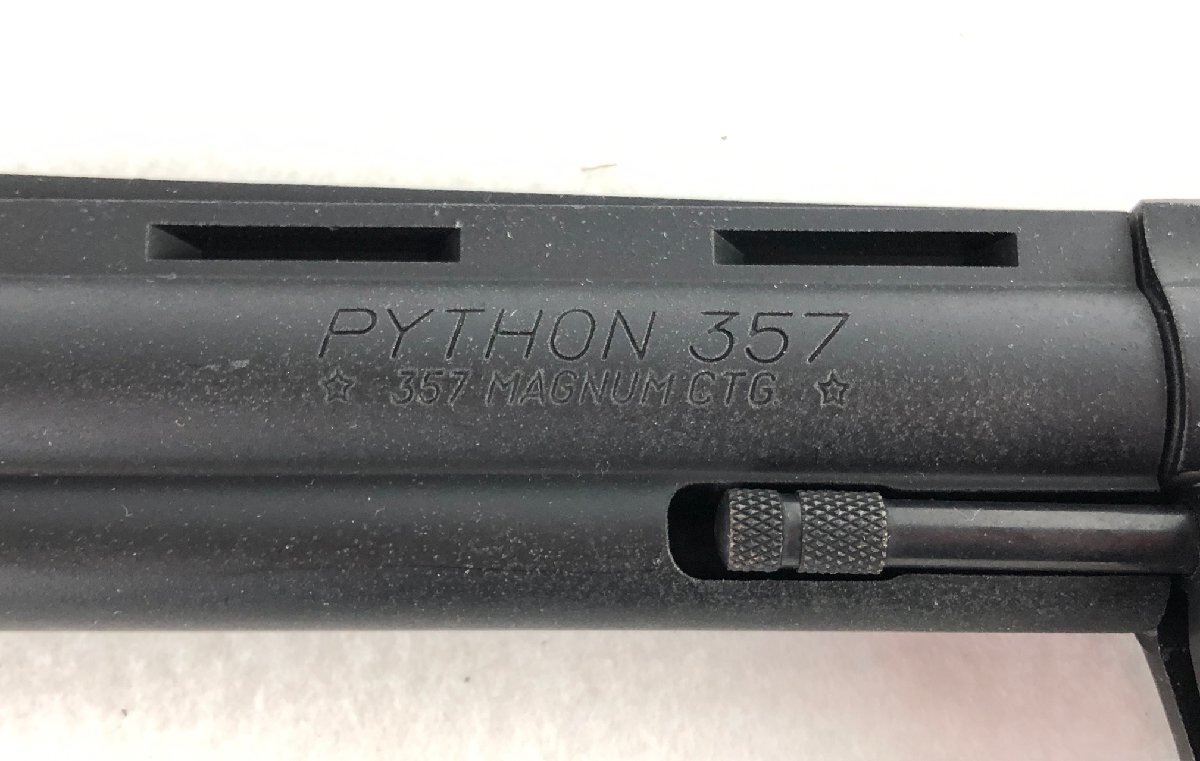 PYTHON 357
☆ 357 MAGNUM CTG. ☆